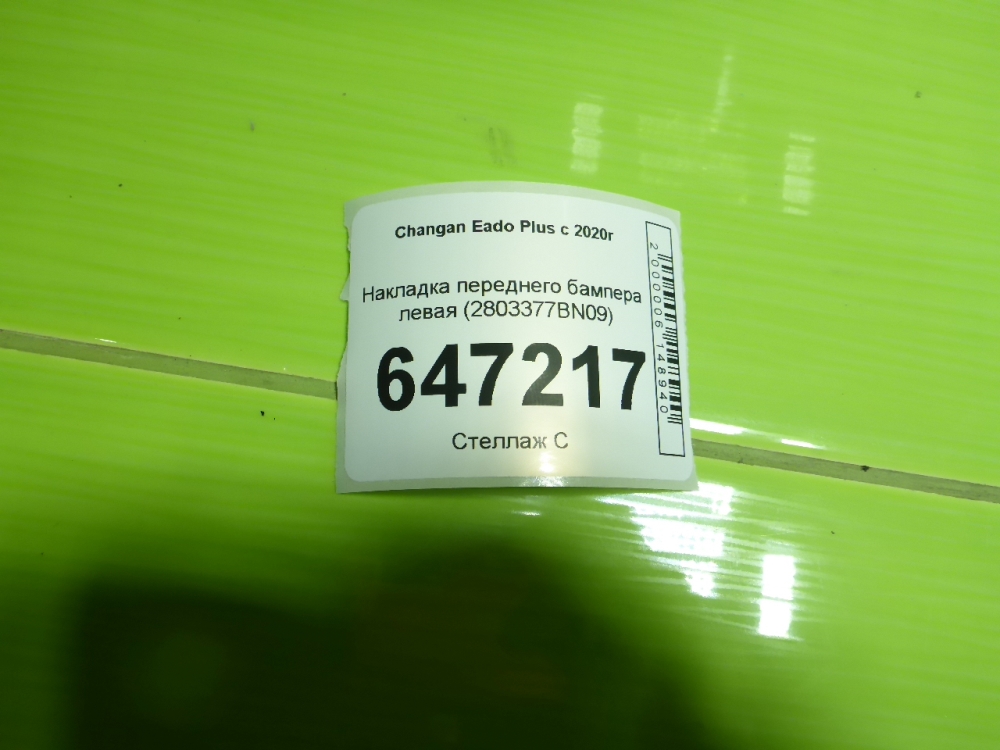 Changan Eado Plus с 2020г
Накладка переднего бампера
левая (2803377BN09)
647217
Стеллаж С
2000006148940